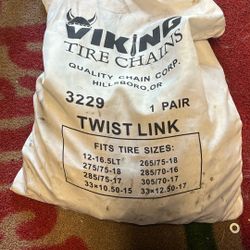 VIKING
TIRE CHAINS
QUALITY CHAIN CORP.
HILLSBORO, OR
3229 1 PAIR
TWIST LINK
FITS TIRE SIZES:
12-16.5LT 265/75-18
275/75-18 285/70-18
285/75-17 305/70-17
33×10.50-15 33×12.50-17